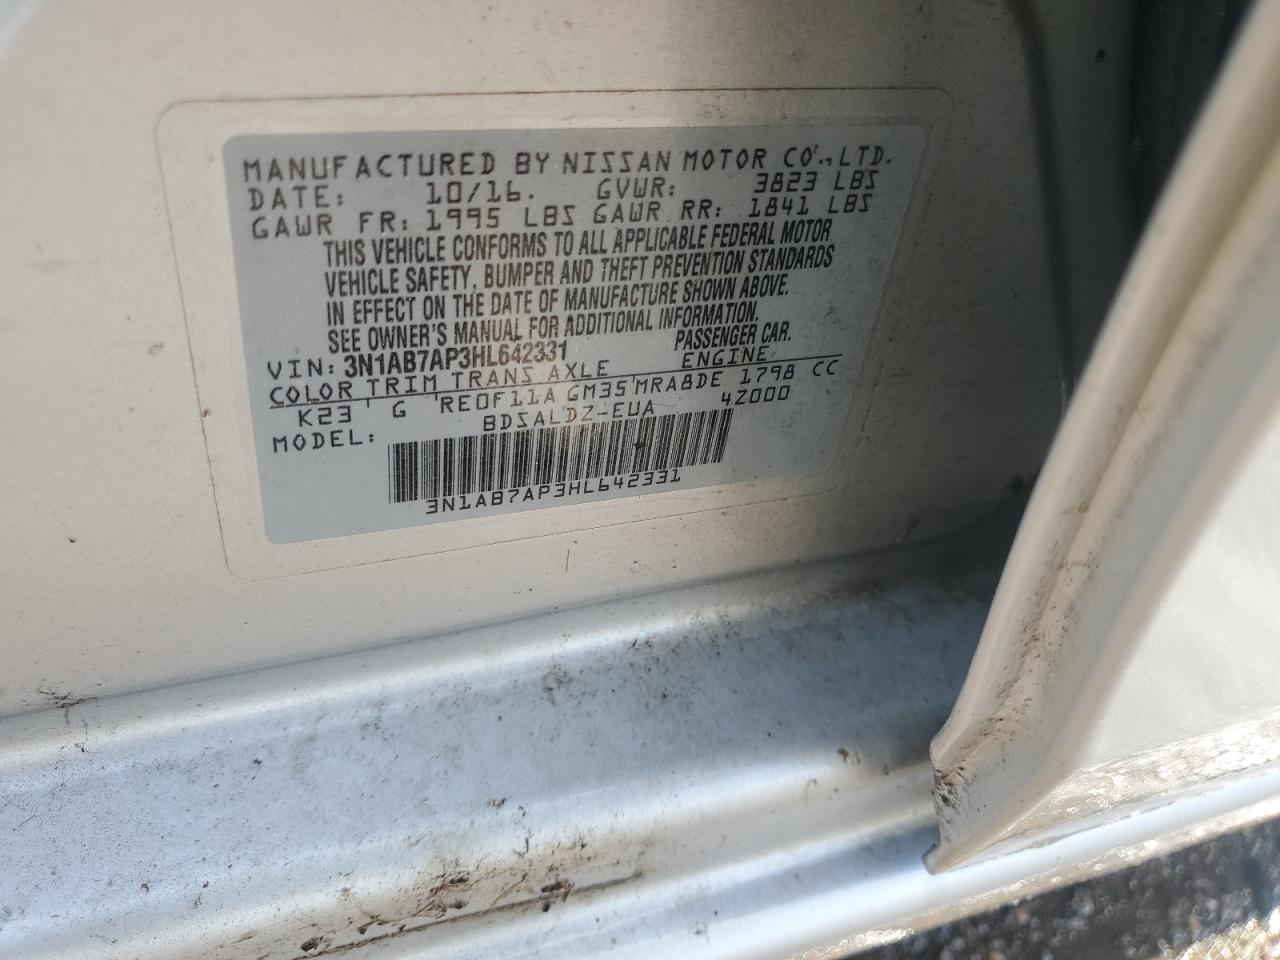 MANUFACTURED BY NISSAN MOTOR CO., LTD.
DATE: 10/16. GVWR: 3823 LBS
GAWR FR: 1995 LBS GAWR RR: 1841 LBS
THIS VEHICLE CONFORMS TO ALL APPLICABLE FEDERAL MOTOR
VEHICLE SAFETY, BUMPER AND THEFT PREVENTION STANDARDS
IN EFFECT ON THE DATE OF MANUFACTURE SHOWN ABOVE.
SEE OWNER'S MANUAL FOR ADDITIONAL INFORMATION.
VIN: 3N1AB7AP3HL642331 PASSENGER CAR.
COLOR TRIM TRANS AXLE ENGINE
K23 G RE0F11A GM35 MRA8DE 1798 CC
MODEL: BDSALDZ-EUA 4Z000
3N1AB7AP3HL642331